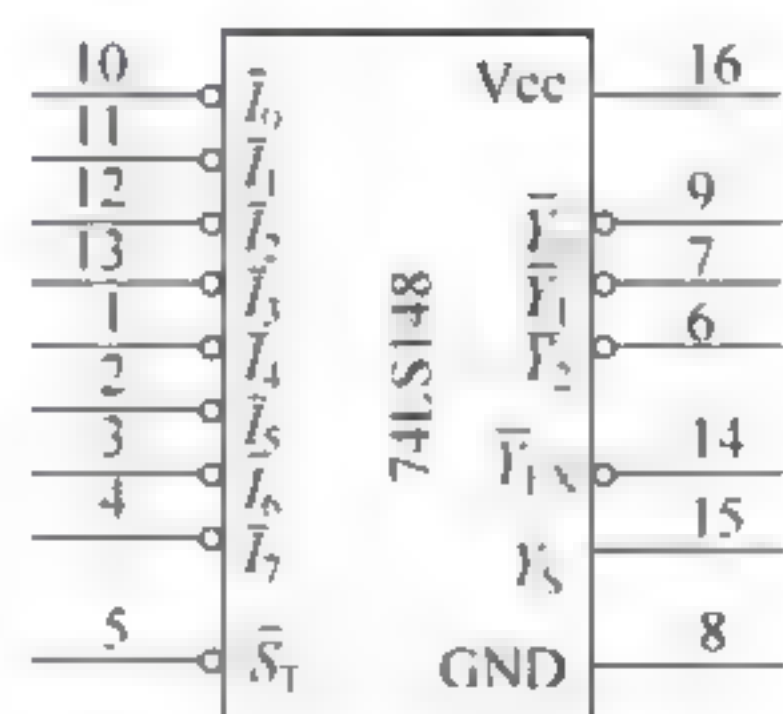 10 Ī₀ Vcc 16
11 Ī₁
12 Ī₂ Ȳ 9
13 Ī₃ Ȳ₁ 7
1 Ī₄ Ȳ₂ 6
2 Ī₅
3 Ī₆ 14
4 Ī₇ Yₛ 15
5 S̄T GND 8
74LS148